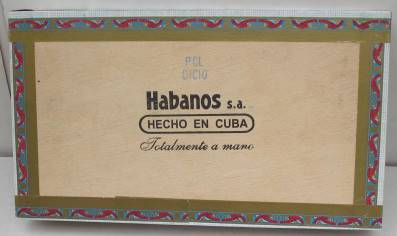 Habanos s.a.
HECHO EN CUBA
Totalmente a mano